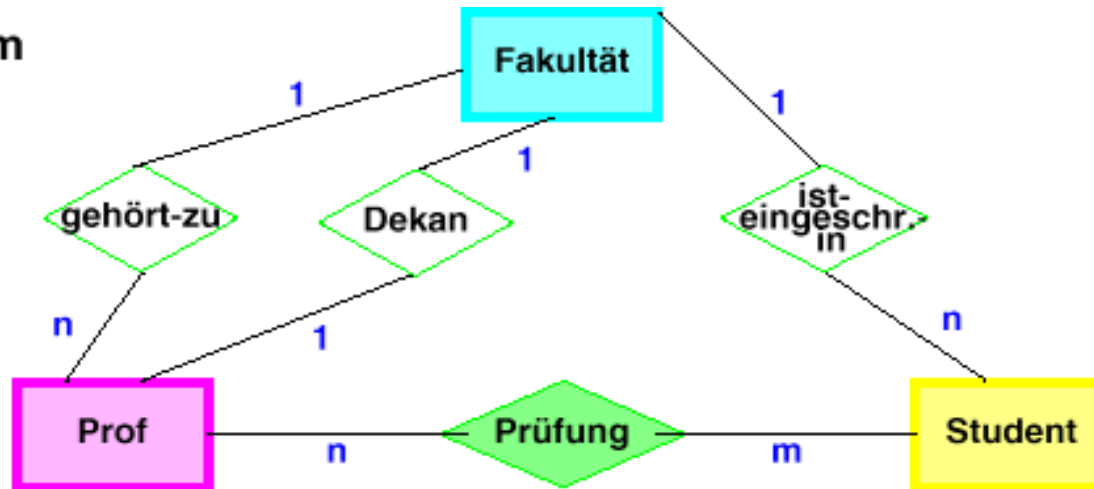 m
Fakultät
1
1
1
gehört-zu
Dekan
ist-
eingeschr.-
in
n
1
n
Prof
n
Prüfung
m
Student